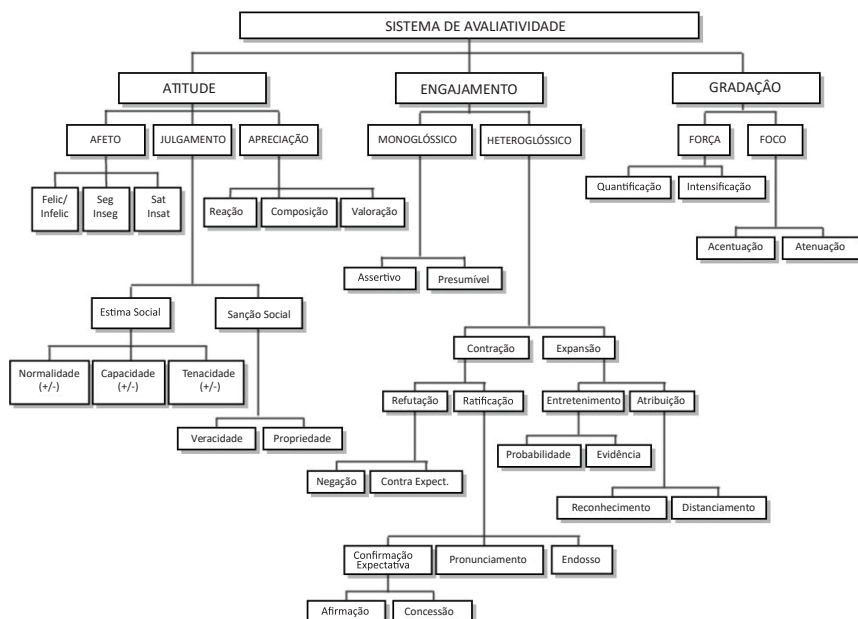 SISTEMA DE AVALIATIVIDADE
ATITUDE
ENGAJAMENTO
GRADAÇÂO
AFETO
JULGAMENTO
APRECIAÇÃO
MONOGLÓSSICO
HETEROGLÓSSICO
FORÇA
FOCO
Felic/
Infelic
Seg
Inseg
Sat
Insat
Reação
Composição
Valoração
Quantificação
Intensificação
Acentuação
Atenuação
Assertivo
Presumível
Estima Social
Sanção Social
Contração
Expansão
Normalidade
(+/-)
Capacidade
(+/-)
Tenacidade
(+/-)
Refutação
Ratificação
Entretenimento
Atribuição
Veracidade
Propriedade
Probabilidade
Evidência
Negação
Contra Expect.
Reconhecimento
Distanciamento
Confirmação
Expectativa
Pronunciamento
Endosso
Afirmação
Concessão